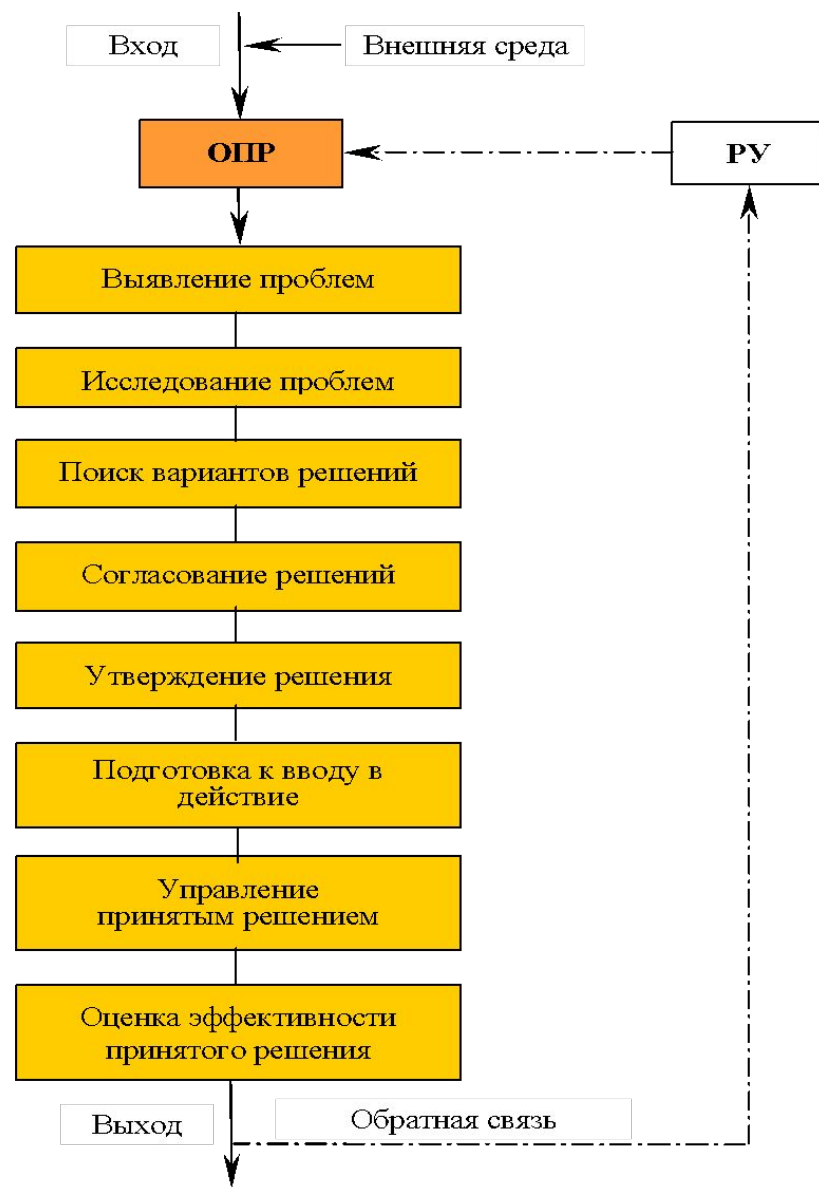 Вход
Внешняя среда
ОПР
РУ
Выявление проблем
Исследование проблем
Поиск вариантов решений
Согласование решений
Утверждение решения
Подготовка к вводу в
действие
Управление
принятым решением
Оценка эффективности
принятого решения
Выход
Обратная связь